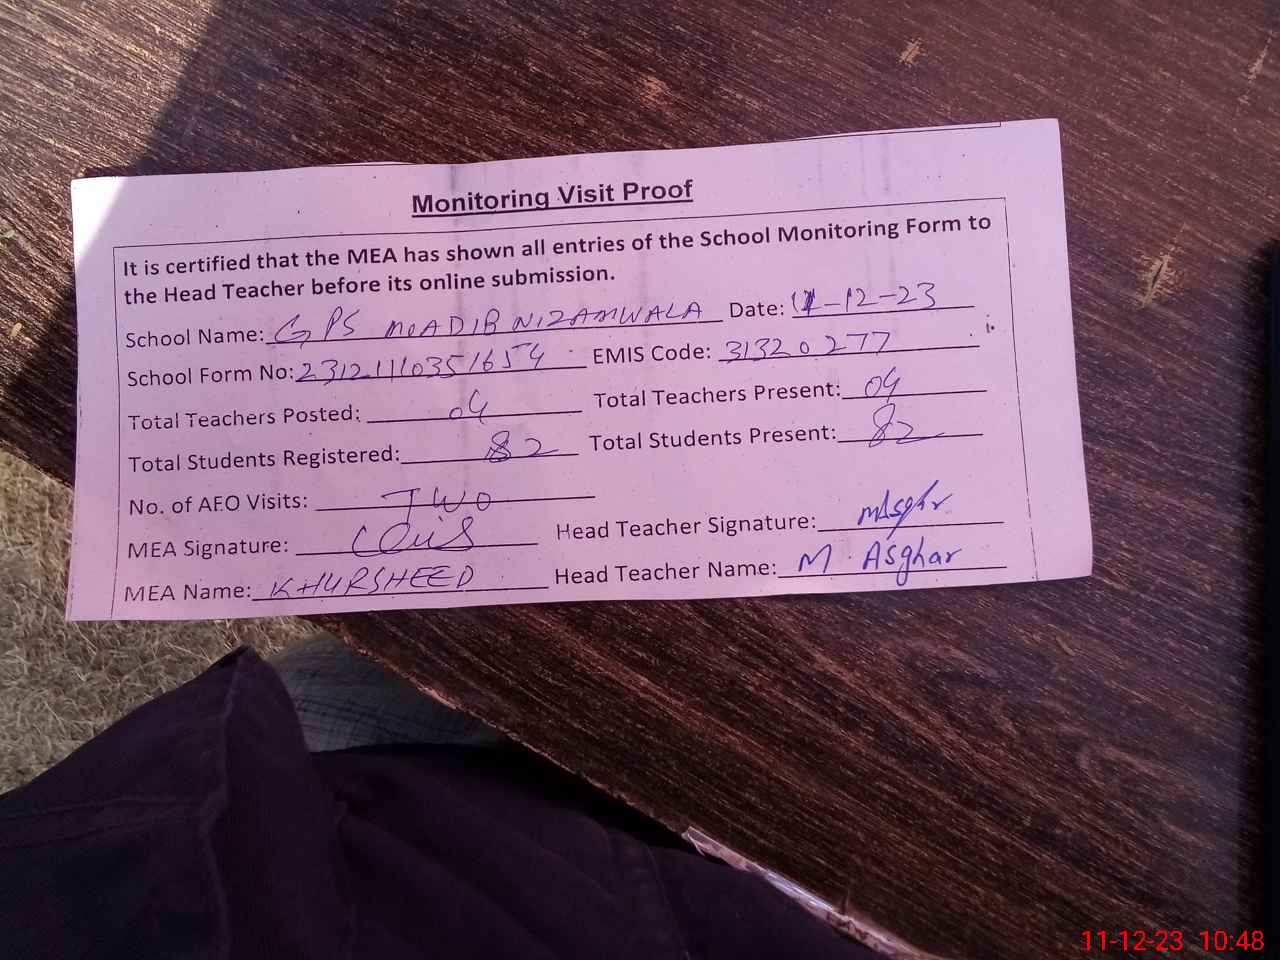 Monitoring Visit Proof
It is certified that the MEA has shown all entries of the School Monitoring Form to
the Head Teacher before its online submission.
School Name: GPS MOADIB NIZAMWALA Date: 11-12-23
School Form No: 23121110351654 EMIS Code: 31320277
Total Teachers Posted: 04 Total Teachers Present: 04
Total Students Registered: 82 Total Students Present: 82
No. of AEO Visits: TWO
MEA Signature: Head Teacher Signature: MAsghr
MEA Name: KHURSHEED Head Teacher Name: M. Asghar
11-12-23 10:48